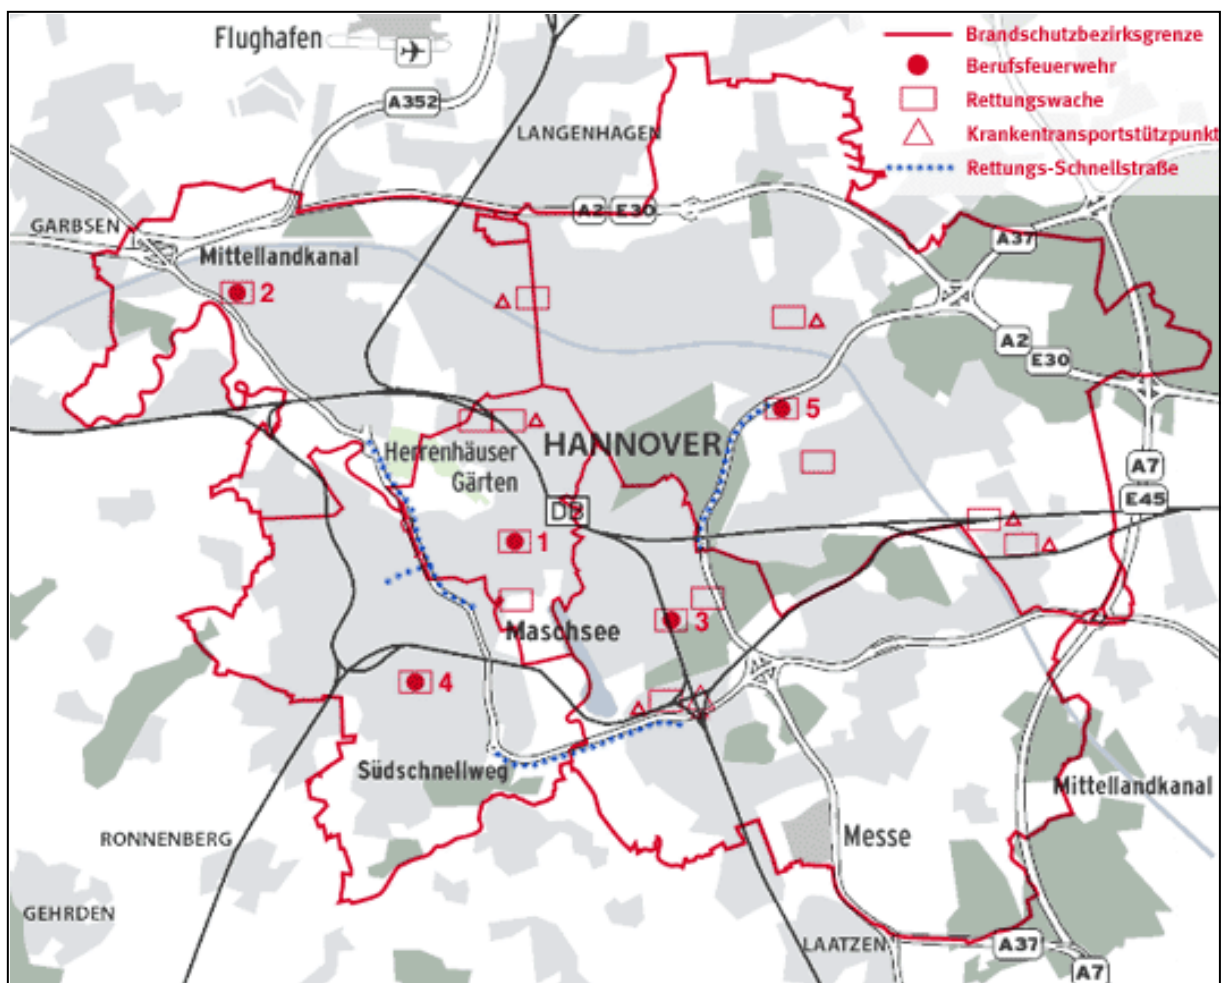 Flughafen
Brandschutzbezirksgrenze
Berufsfeuerwehr
A352
Rettungswache
LANGENHAGEN
Krankentransportstützpunkt
Rettungs-Schnellstraße
A2 E30
GARBSEN
A37
Mittellandkanal
2
A2
E30
5
HANNOVER
Herrenhäuser
Gärten
A7
E45
DB
1
3
Maschsee
4
Südschnellweg
Mittellandkanal
RONNENBERG
Messe
GEHRDEN
LAATZEN
A37
A7